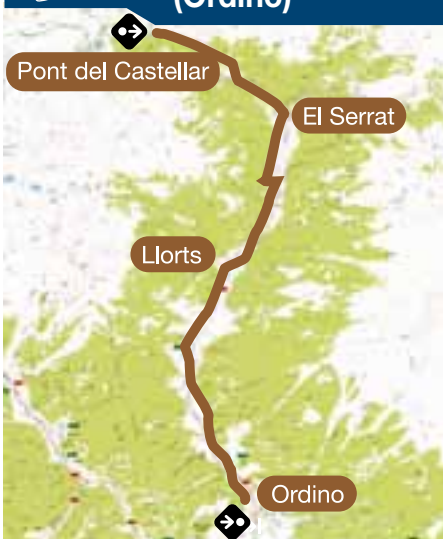 (Ordino)
Pont del Castellar
El Serrat
Llorts
Ordino